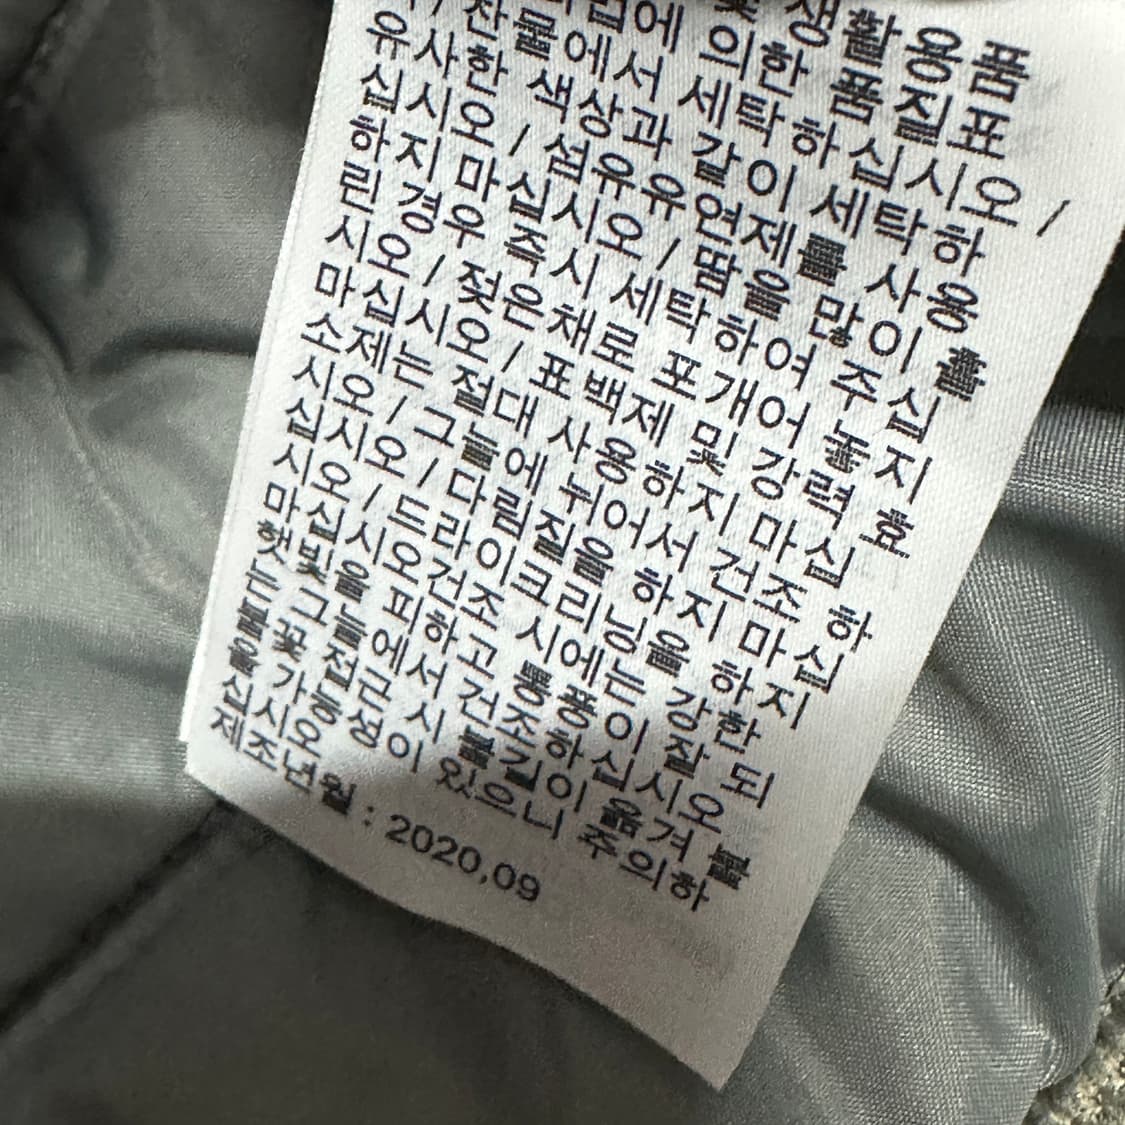 및 생활용품
법에 의한 품질표
/ 찬물에서 세탁하십시오 /
유사한 색상과 같이 세탁하
십시오 / 섬유유연제를 사용
하지 마십시오 / 땀을 많이 흘
린 경우 즉시 세탁하여 주십
시오 / 젖은채로 포개어 놓지
마십시오 / 표백제 및 강력 효
소제는 절대 사용하지 마십
시오 / 그늘에 뉘어서 건조 하
십시오 / 다림질을 하지 마십
시오 / 드라이크리닝을 하지
마십시오 건조 시에는 강한
햇빛을 피하고 통풍이 잘 되
는 그늘에서 건조하십시오
불꽃 접근 시 불길이 옮겨 붙
을 가능성이 있으니 주의하
십시오
제조년월 : 2020,09